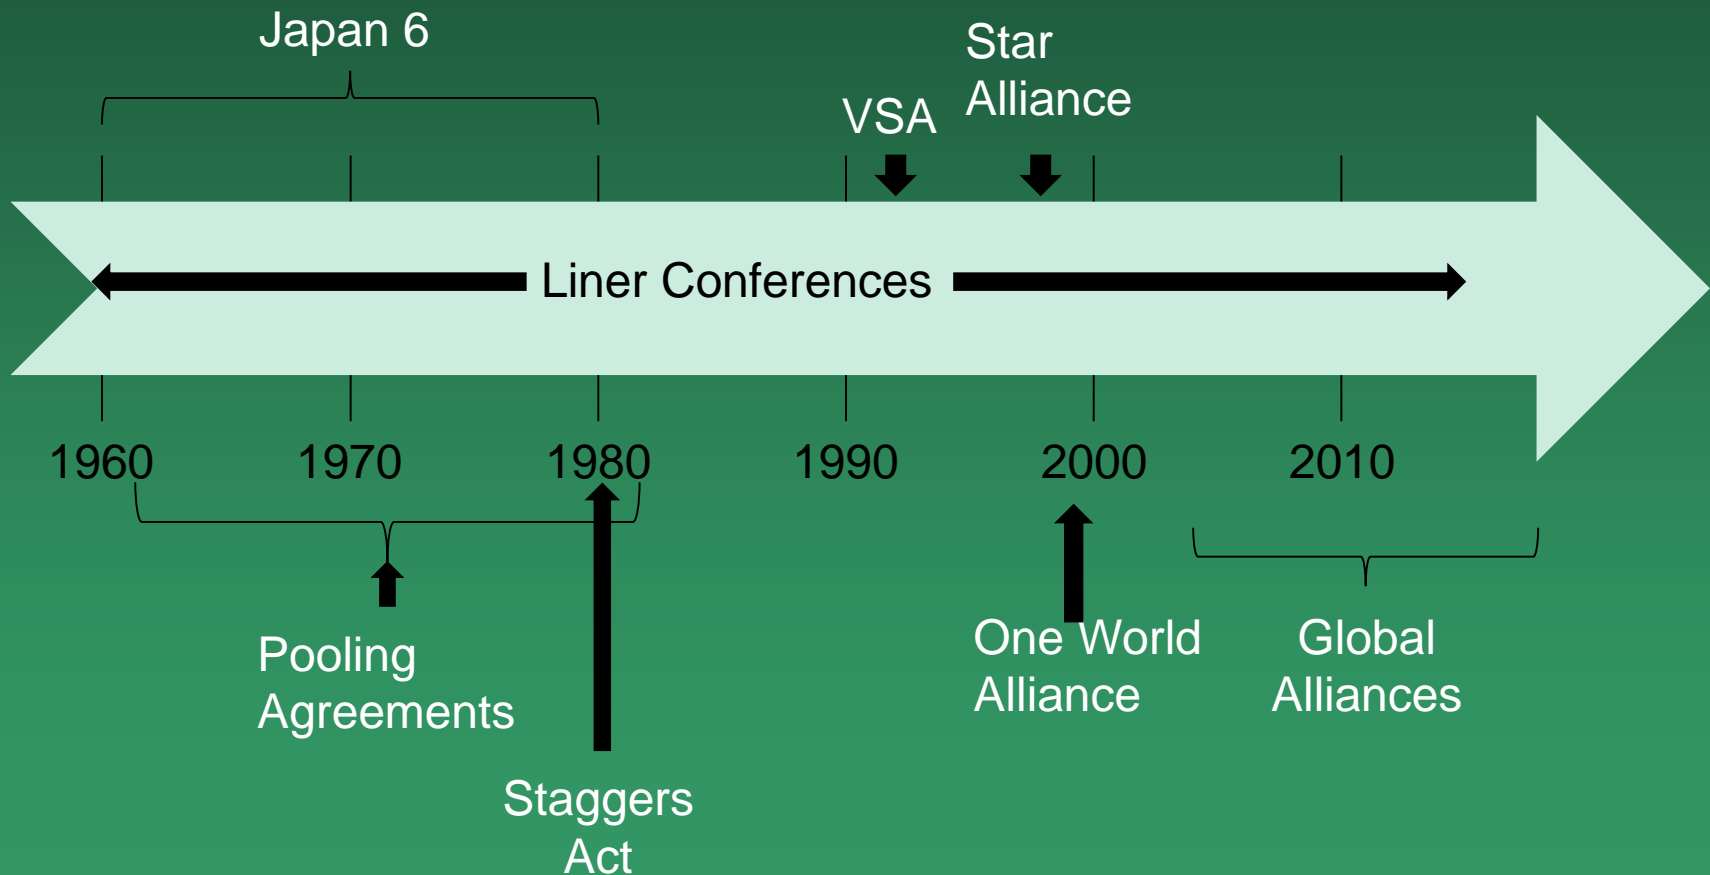 Japan 6
Star
Alliance
VSA
Liner Conferences
1960
1970
1980
1990
2000
2010
Pooling
Agreements
One World
Alliance
Global
Alliances
Staggers
Act